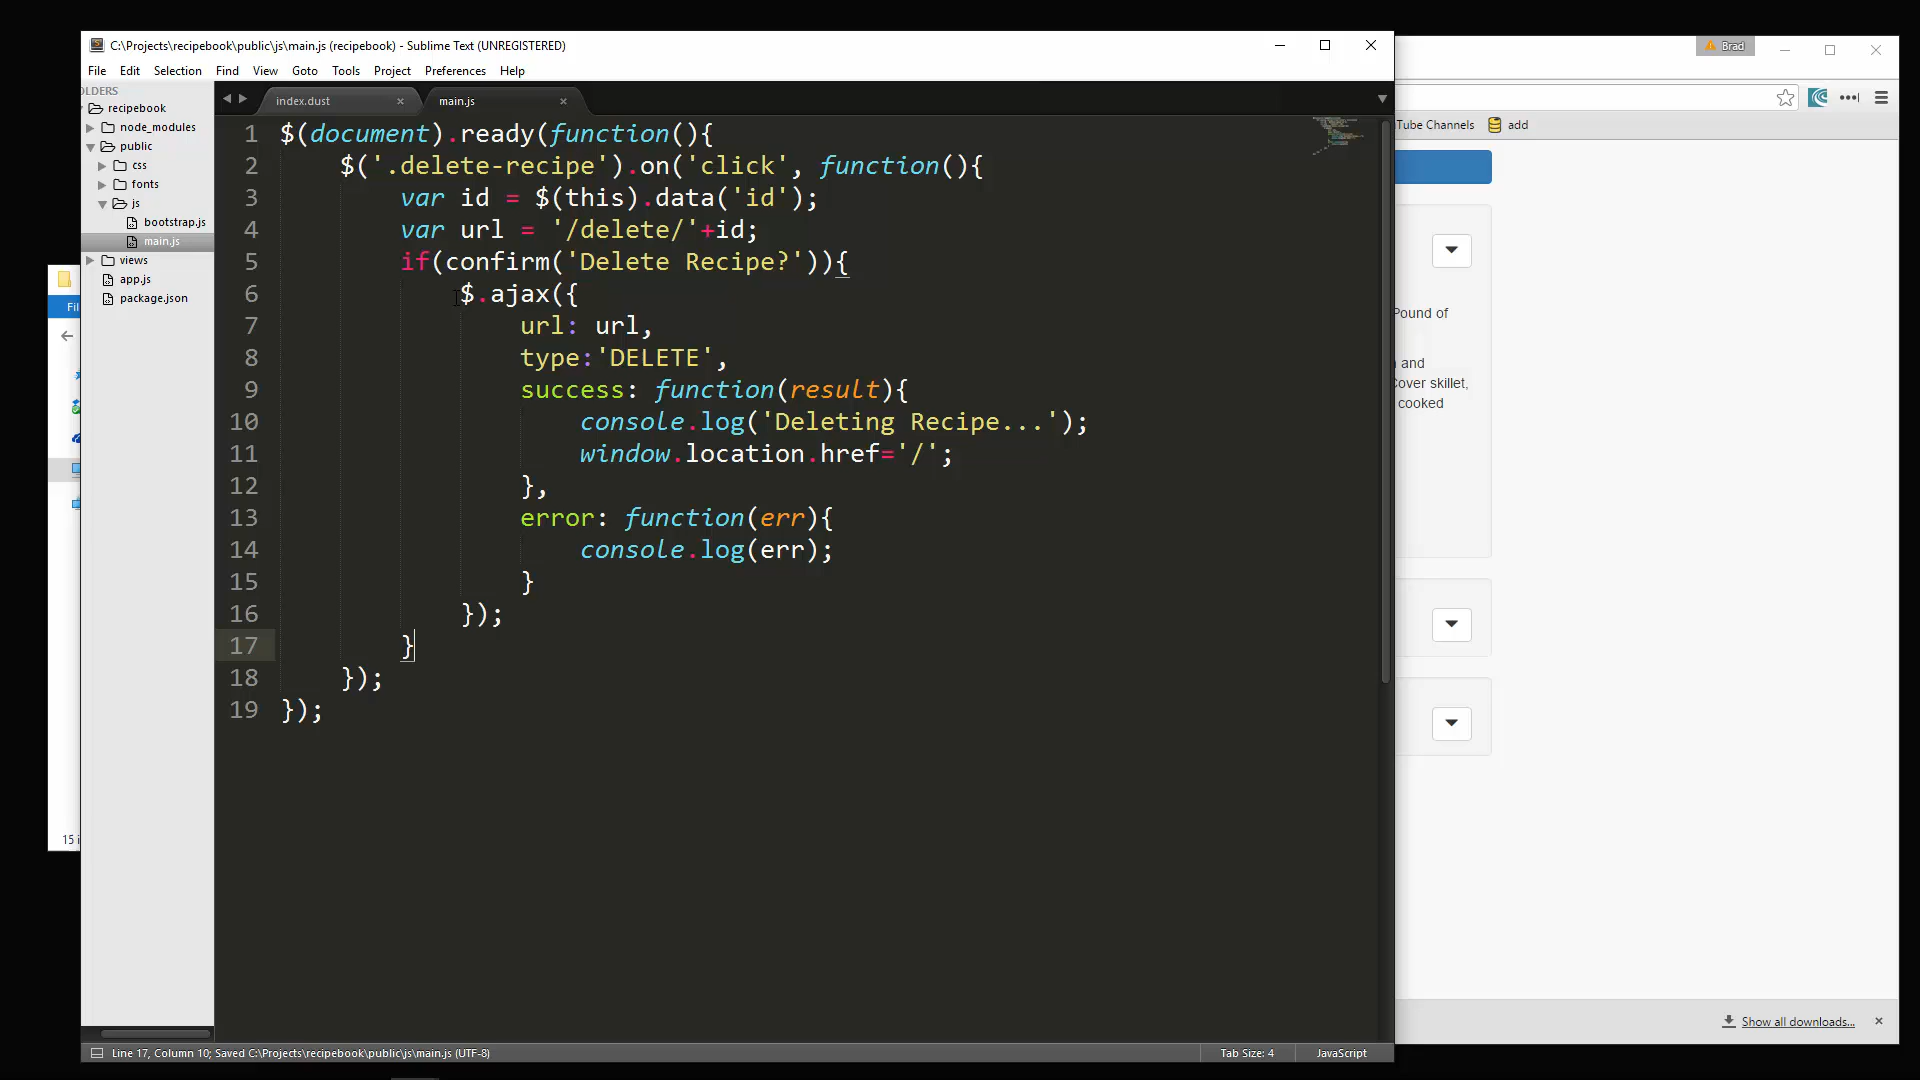 C:\Projects\recipebook\public\js\main.js (recipebook) - Sublime Text (UNREGISTERED)
Brad
File Edit Selection Find View Goto Tools Project Preferences Help
OLDERS
recipebook
node_modules
public
css
fonts
js
bootstrap.js
main.js
views
app.js
package.json
index.dust
main.js
1 $(document).ready(function(){
2 $('.delete-recipe').on('click', function(){
3 var id = $(this).data('id');
4 var url = '/delete/'+id;
5 if(confirm('Delete Recipe?')){
6 $.ajax({
7 url: url,
8 type:'DELETE',
9 success: function(result){
10 console.log('Deleting Recipe...');
11 window.location.href='/';
12 },
13 error: function(err){
14 console.log(err);
15 }
16 });
17 }
18 });
19 });
Tube Channels
add
Pound of
and
Cover skillet,
cooked
Fil
15 i
Show all downloads...
Line 17, Column 10; Saved C:\Projects\recipebook\public\js\main.js (UTF-8)
Tab Size: 4
JavaScript